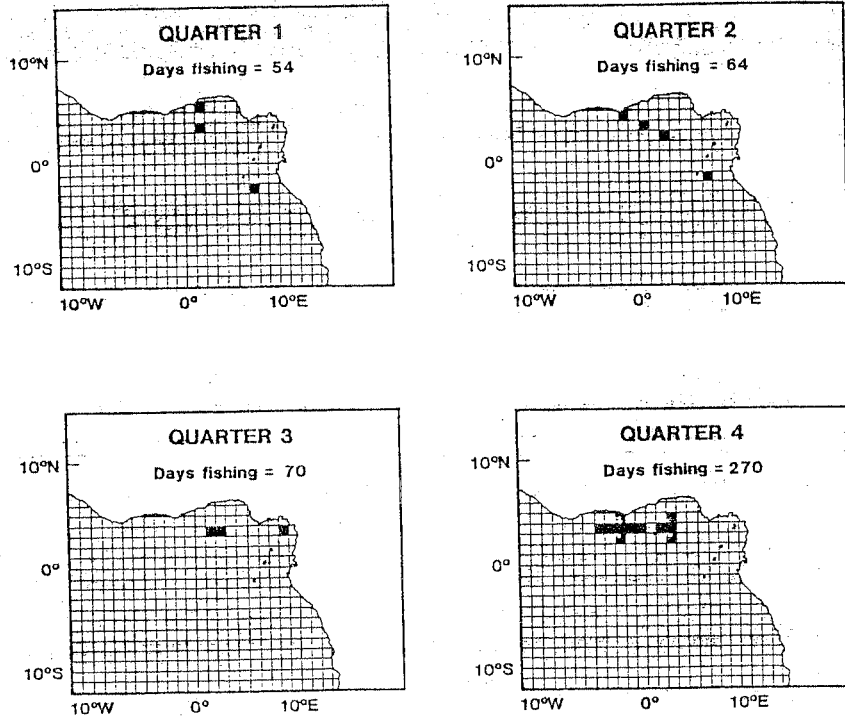 QUARTER 1
Days fishing = 54
10°N
0°
10°S
10°W
0°
10°E
QUARTER 2
Days fishing = 64
10°N
0°
10°S
10°W
0°
10°E
QUARTER 3
Days fishing = 70
10°N
0°
10°S
10°W
0°
10°E
QUARTER 4
Days fishing = 270
10°N
0°
10°S
10°W
0°
10°E